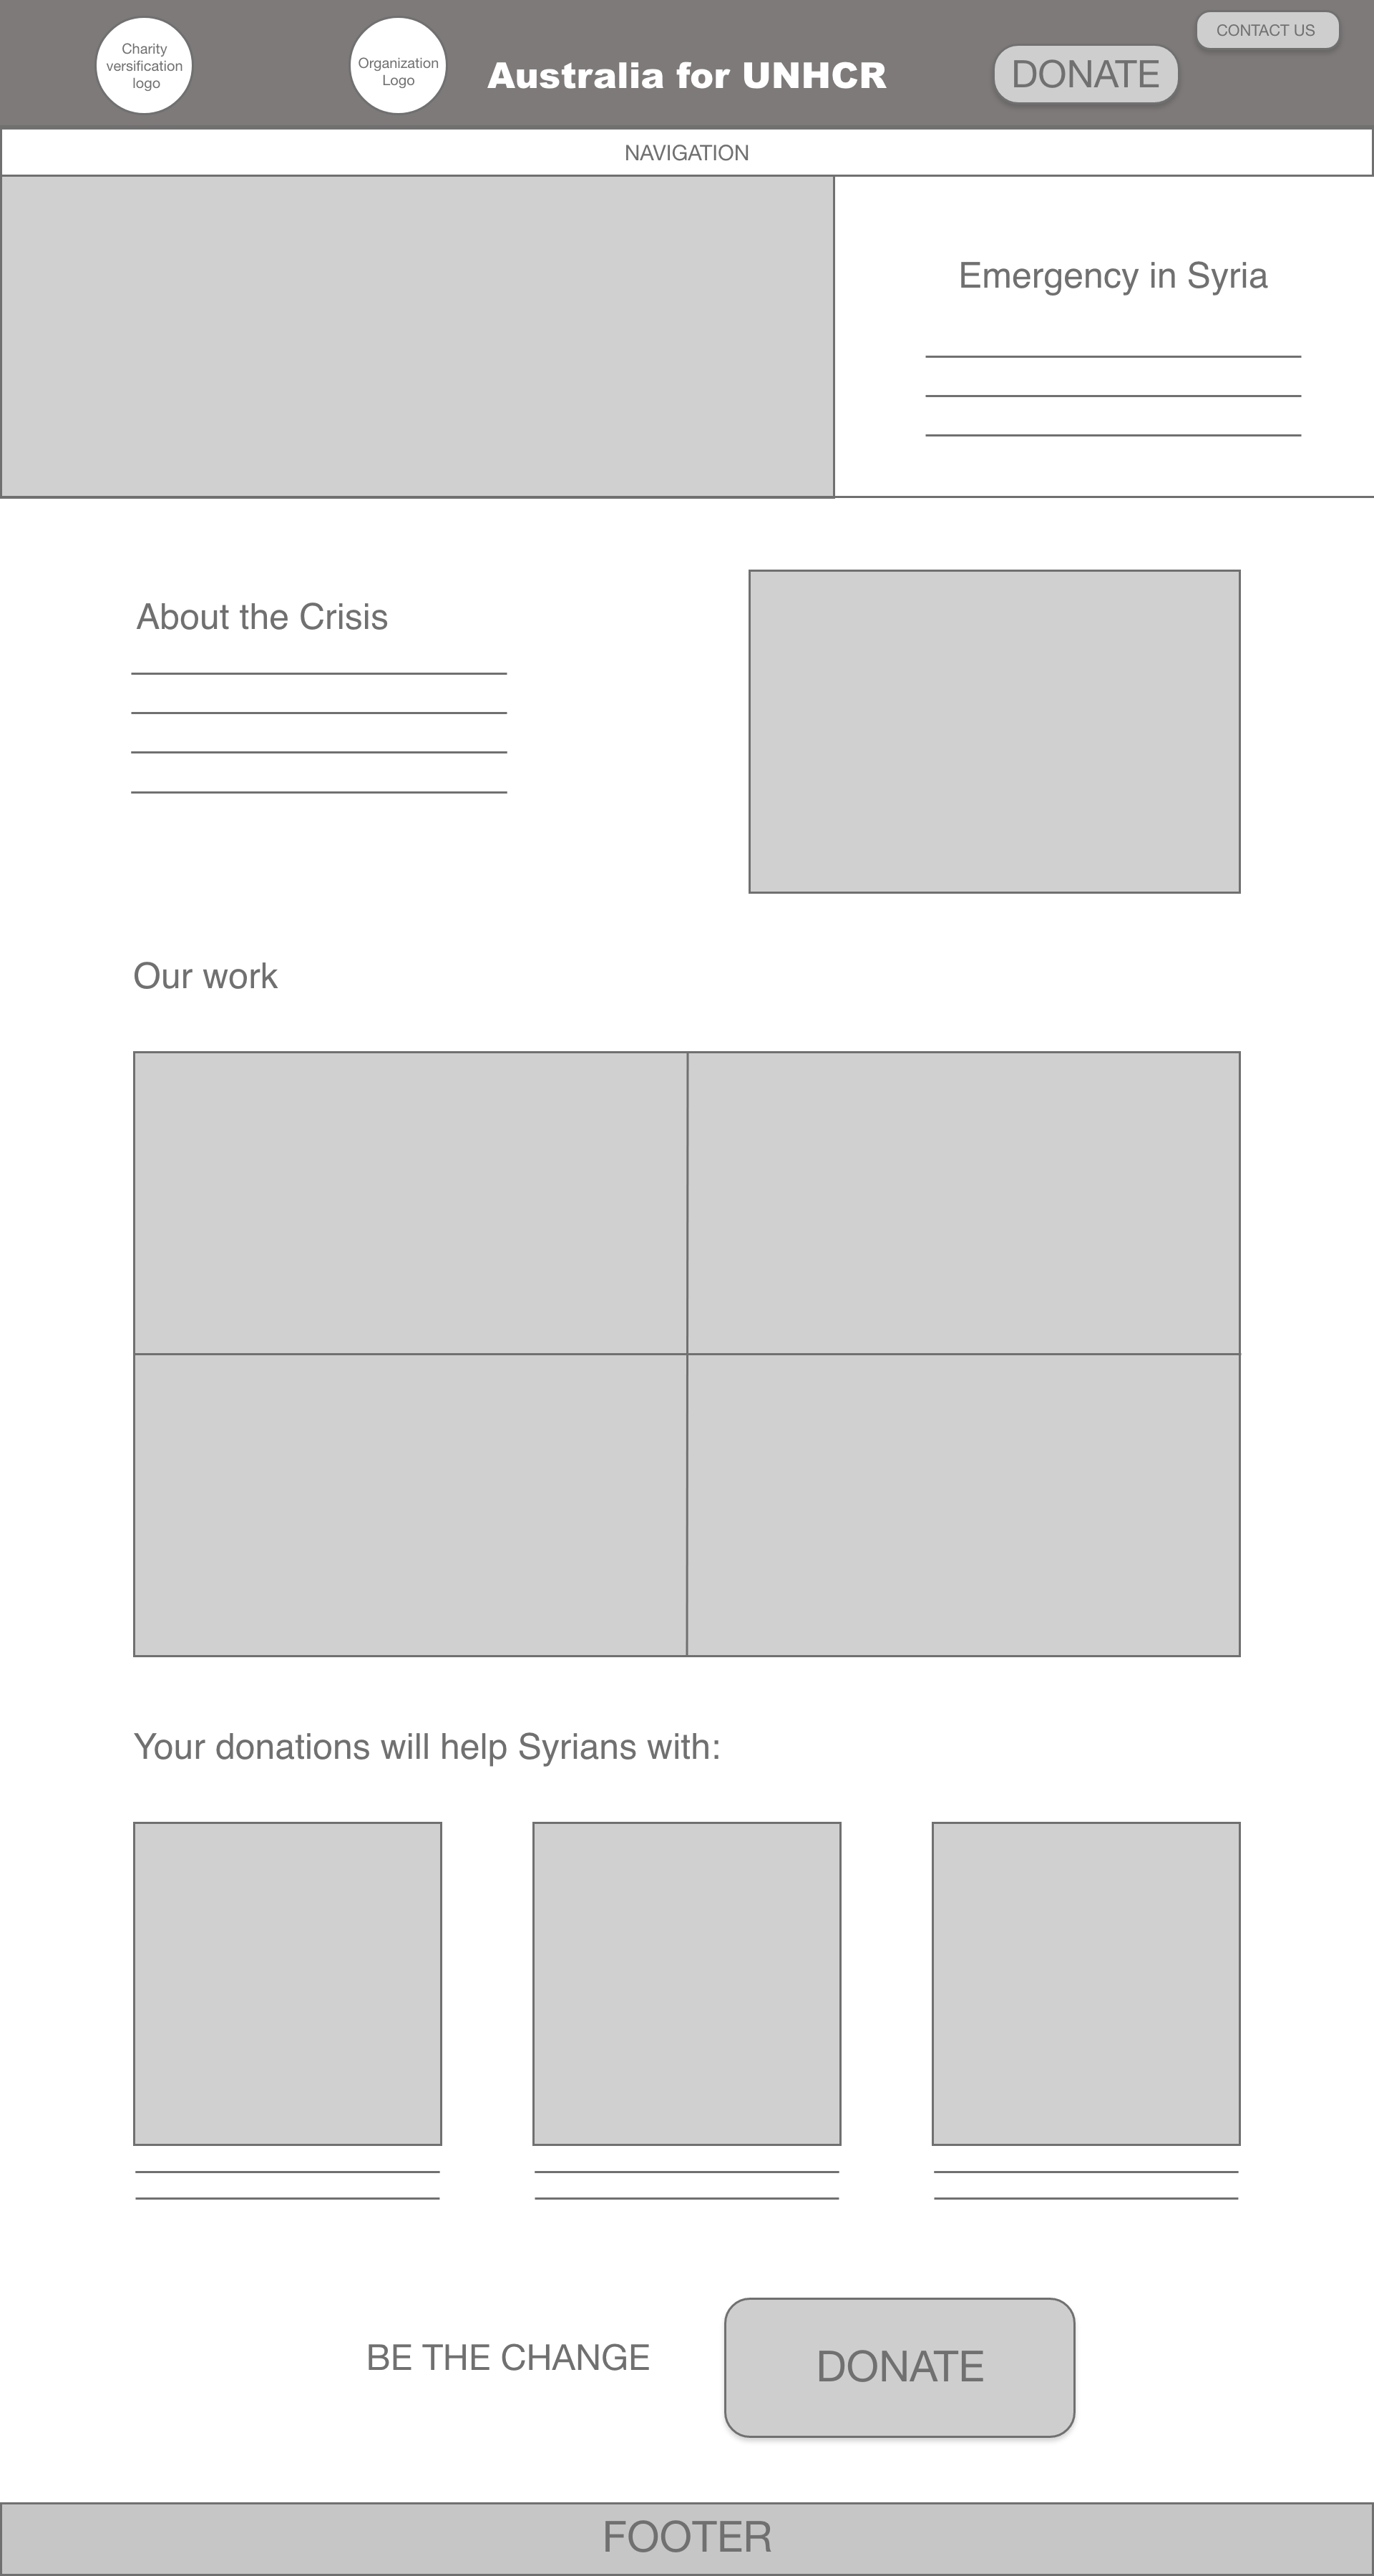 Charity
versification
logo
Organization
Logo
Australia for UNHCR
DONATE
CONTACT US
NAVIGATION
Emergency in Syria
About the Crisis
Our work
Your donations will help Syrians with:
BE THE CHANGE
DONATE
FOOTER